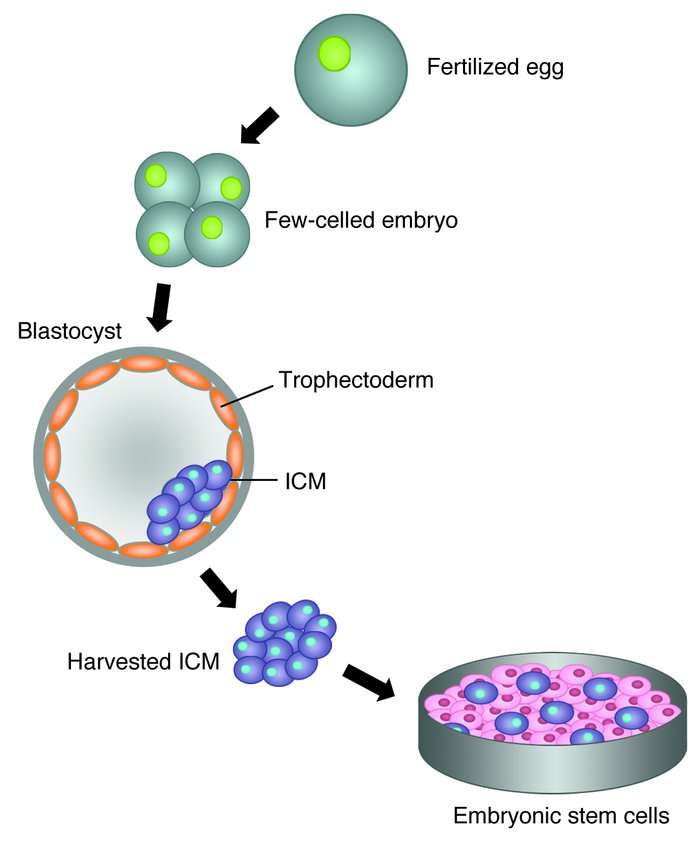 Fertilized egg
Few-celled embryo
Blastocyst
Trophectoderm
ICM
Harvested ICM
Embryonic stem cells